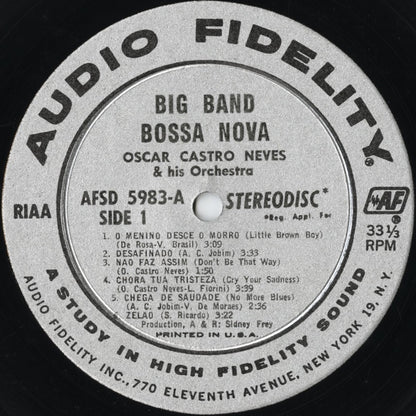 AUDIO FIDELITY®
BIG BAND
BOSSA NOVA
OSCAR CASTRO NEVES
& his Orchestra
AFSD 5983-A
STEREODISC*
SIDE 1
*Reg. Appl. For
RIAA
AF®
33⅓
RPM
1 O MENINO DESCE O MORRO (Little Brown Boy)
(De Rosa-V. Brasil) 3:09
2 DESAFINADO (A. C. Jobim) 3:33
3 NAO FAZ ASSIM (Don't Be That Way)
(O. Castro Neves) 1:50
4 CHORA TUA TRISTEZA (Cry Your Sadness)
(O. Castro Neves-L. Fiorini) 3:39
5 CHEGA DE SAUDADE (No More Blues)
(A. C. Jobim-V. De Moraes) 2:36
6 ZELAO (S. Ricardo) 3:22
Production, A & R: Sidney Frey
PRINTED IN U.S.A.
A STUDY IN HIGH FIDELITY SOUND
AUDIO FIDELITY INC., 770 ELEVENTH AVENUE, NEW YORK 19, N.Y.